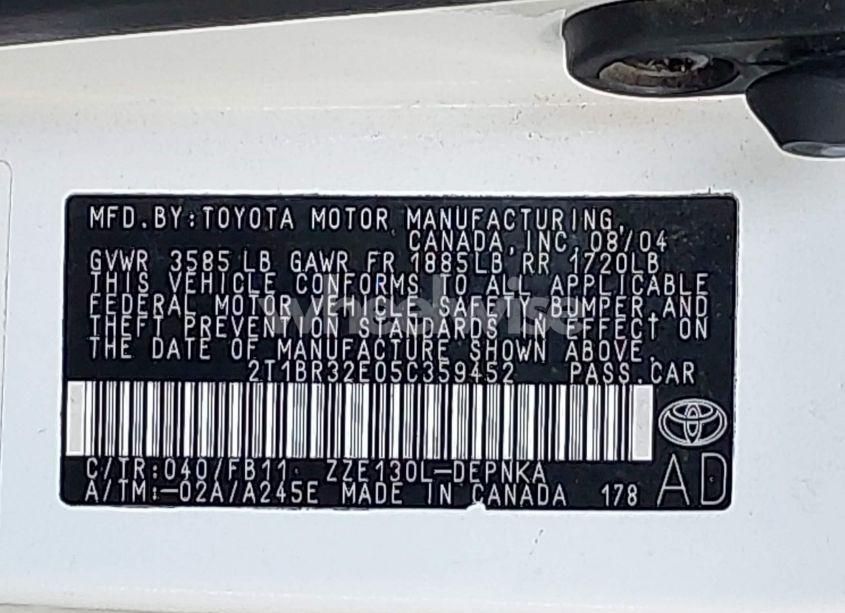 MFD.BY:TOYOTA MOTOR MANUFACTURING,
CANADA,INC,08/04
GVWR 3585LB GAWR FR 1885LB RR 1720LB
THIS VEHICLE CONFORMS TO ALL APPLICABLE
FEDERAL MOTOR VEHICLE SAFETY,BUMPER,AND
THEFT PREVENTION STANDARDS IN EFFECT ON
THE DATE OF MANUFACTURE SHOWN ABOVE.
2T1BR32E05C359452 PASS.CAR
C/TR:040/FB11 ZZE130L-DEPNKA
A/TM:-02A/A245E MADE IN CANADA 178 AD
wheelwise